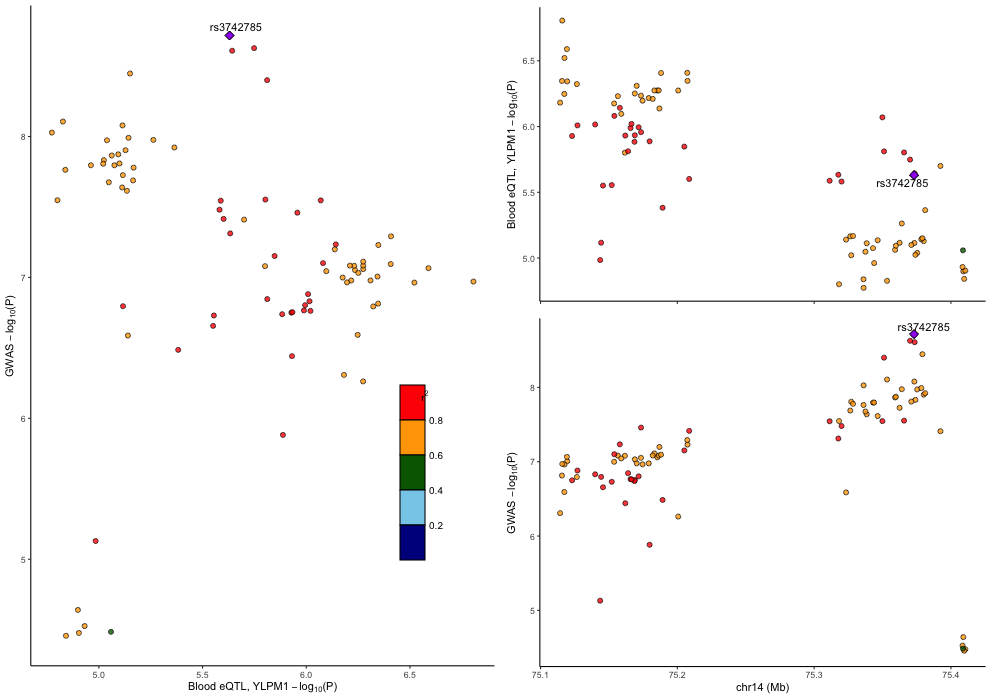 rs3742785
8
7
6
5
GWAS −log10(P)
r2
0.8
0.6
0.4
0.2
5.0 5.5 6.0 6.5
Blood eQTL, YLPM1 −log10(P)
6.5
6.0
5.5
5.0
Blood eQTL, YLPM1 −log10(P)
rs3742785
rs3742785
8
7
6
5
GWAS −log10(P)
75.1 75.2 75.3 75.4
chr14 (Mb)